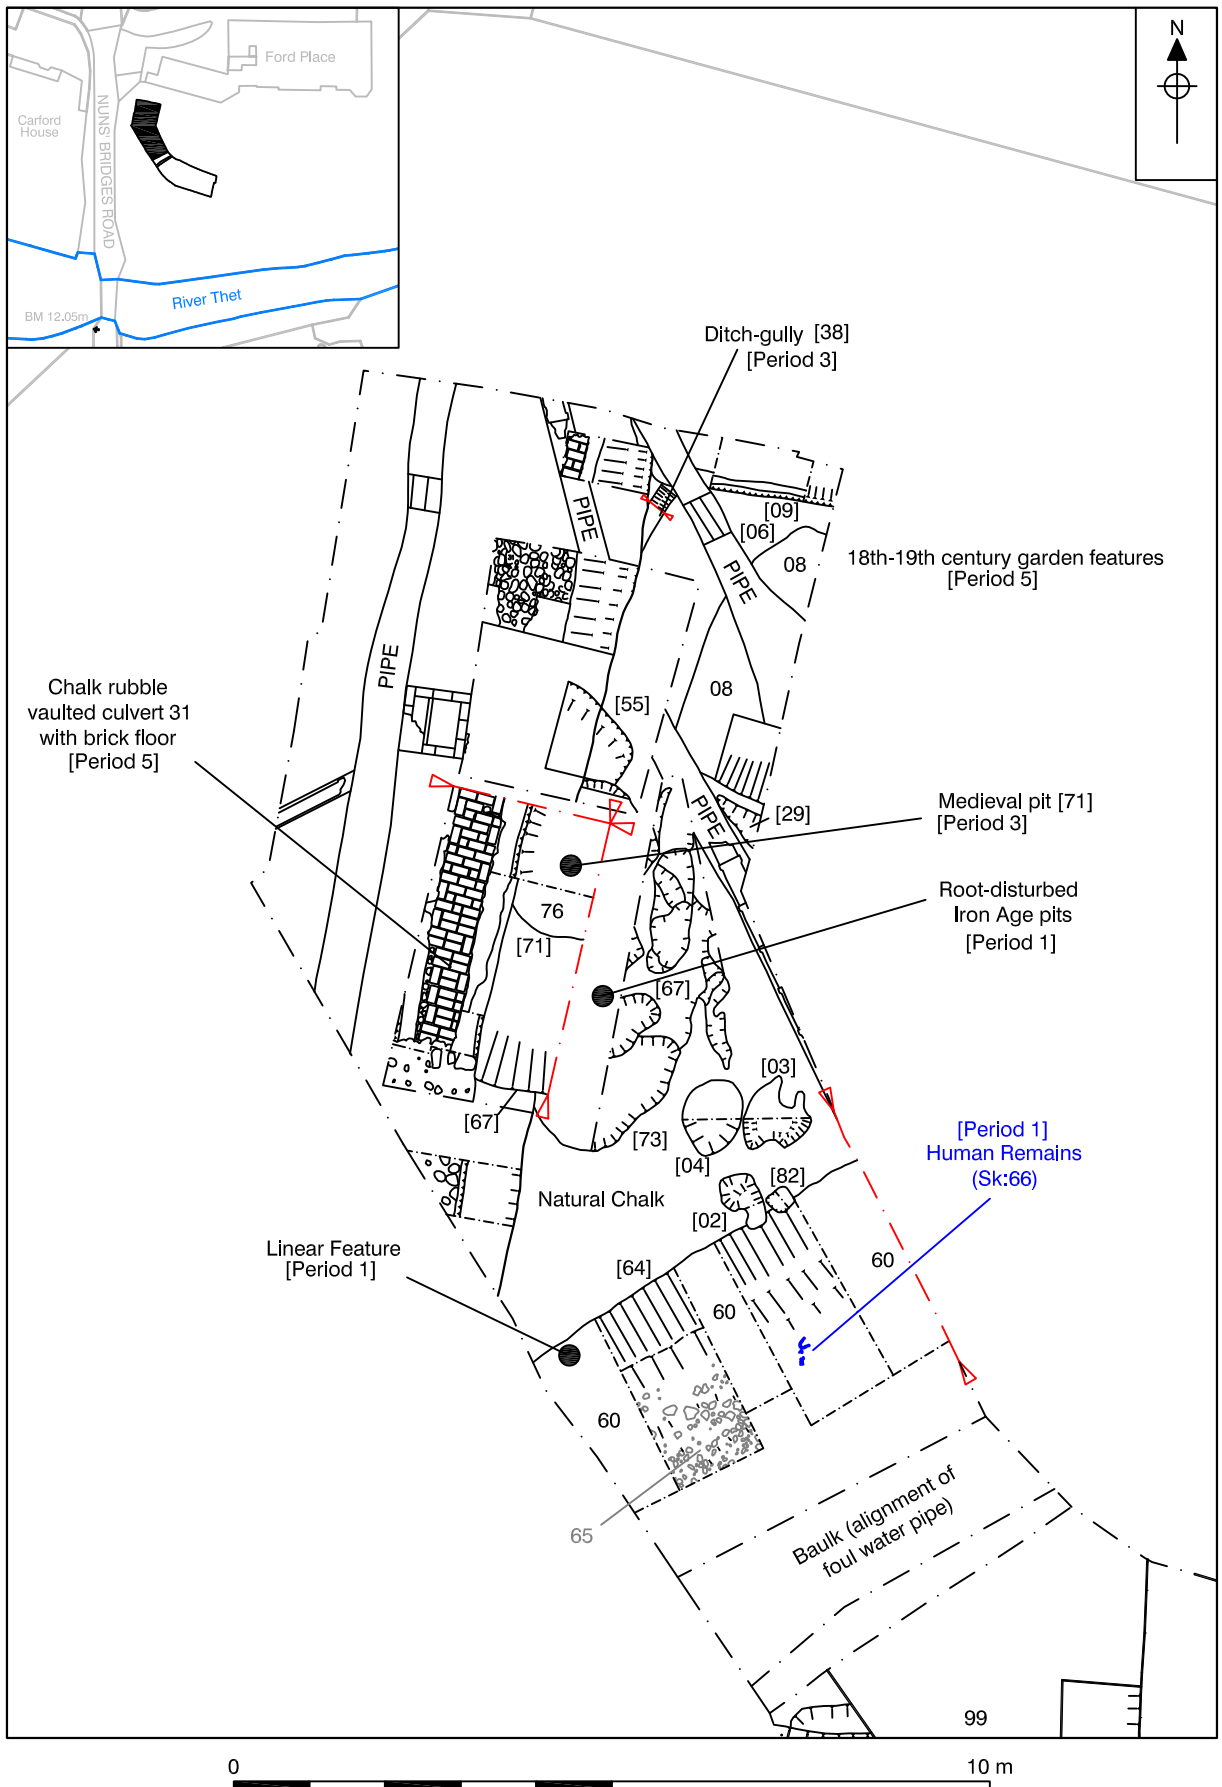 Ford Place
Carford
House
NUNS' BRIDGES ROAD
River Thet
BM 12.05m
N
Ditch-gully [38]
[Period 3]
PIPE
[09]
[06]
08
PIPE
18th-19th century garden features
[Period 5]
PIPE
Chalk rubble
vaulted culvert 31
with brick floor
[Period 5]
08
[55]
PIPE
[29]
Medieval pit [71]
[Period 3]
76
[71]
Root-disturbed
Iron Age pits
[Period 1]
[67]
[03]
[67]
[73]
[04]
[Period 1]
Human Remains
(Sk:66)
[82]
Natural Chalk
[02]
Linear Feature
[Period 1]
[64]
60
60
60
65
Baulk (alignment of
foul water pipe)
99
0
10 m